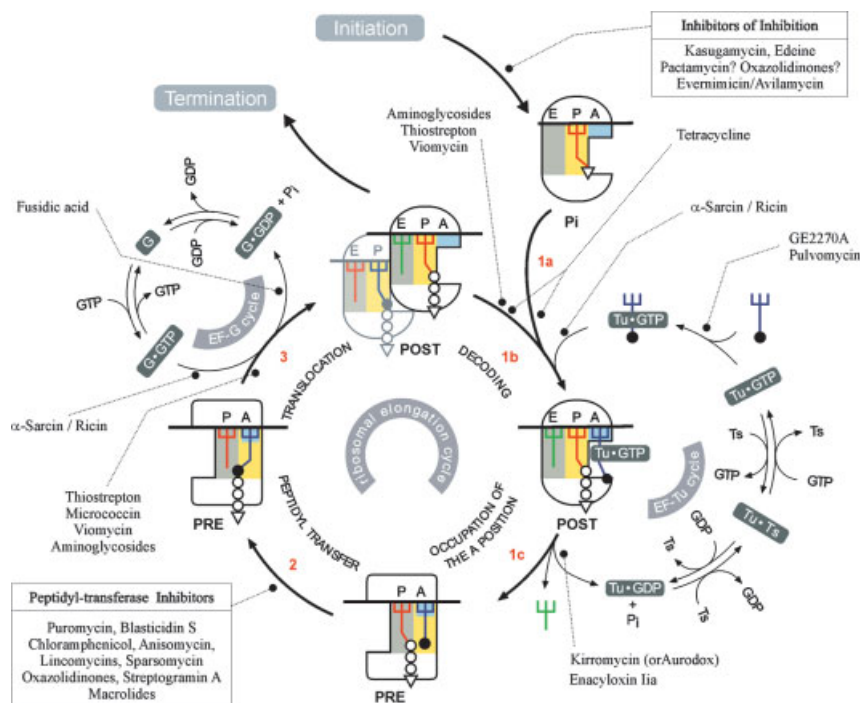 Initiation
Inhibitors of Inhibition
Kasugamycin, Edeine
Pactamycin? Oxazolidinones?
Evernimicin/Avilamycin
Termination
Aminoglycosides
Thiostrepton
Viomycin
E P A
Tetracycline
Pi
α-Sarcin / Ricin
GE2270A
Pulvomycin
Fusidic acid
GDP
G
GDP
G•GDP + Pi
GTP
GTP
EF-G cycle
G•GTP
E P
E P A
POST
1a
1b
DECODING
3
TRANSLOCATION
Tu•GTP
Tu•GTP
Ts
Ts
GTP
GTP
EF-Tu cycle
Tu•Ts
α-Sarcin / Ricin
P A
PRE
ribosomal elongation cycle
E P A
Tu•GTP
POST
Thiostrepton
Micrococcin
Viomycin
Aminoglycosides
PEPTIDYL TRANSFER
2
OCCUPATION OF
THE A POSITION
1c
GDP
Ts
Tu•GDP
+
Pi
Ts
GDP
Peptidyl-transferase Inhibitors
Puromycin, Blasticidin S
Chloramphenicol, Anisomycin,
Lincomycins, Sparsomycin
Oxazolidinones, Streptogramin A
Macrolides
P A
PRE
Kirromycin (orAurodox)
Enacyloxin Iia